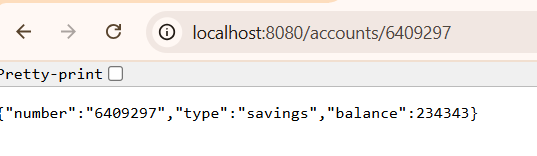 localhost:8080/accounts/6409297
Pretty-print
{"number":"6409297","type":"savings","balance":234343}